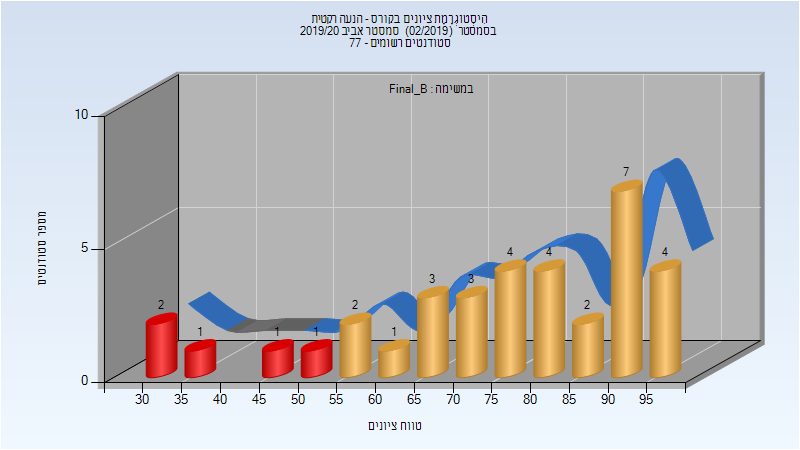 היסטוגרמת ציונים בקורס - הנעה רקטית
בסמסטר (02/2019) סמסטר אביב 2019/20
סטודנטים רשומים - 77
במשימה : Final_B
מספר סטודנטים
10
5
0
2
1
1
1
2
1
3
3
4
4
2
7
4
30 35 40 45 50 55 60 65 70 75 80 85 90 95
טווח ציונים